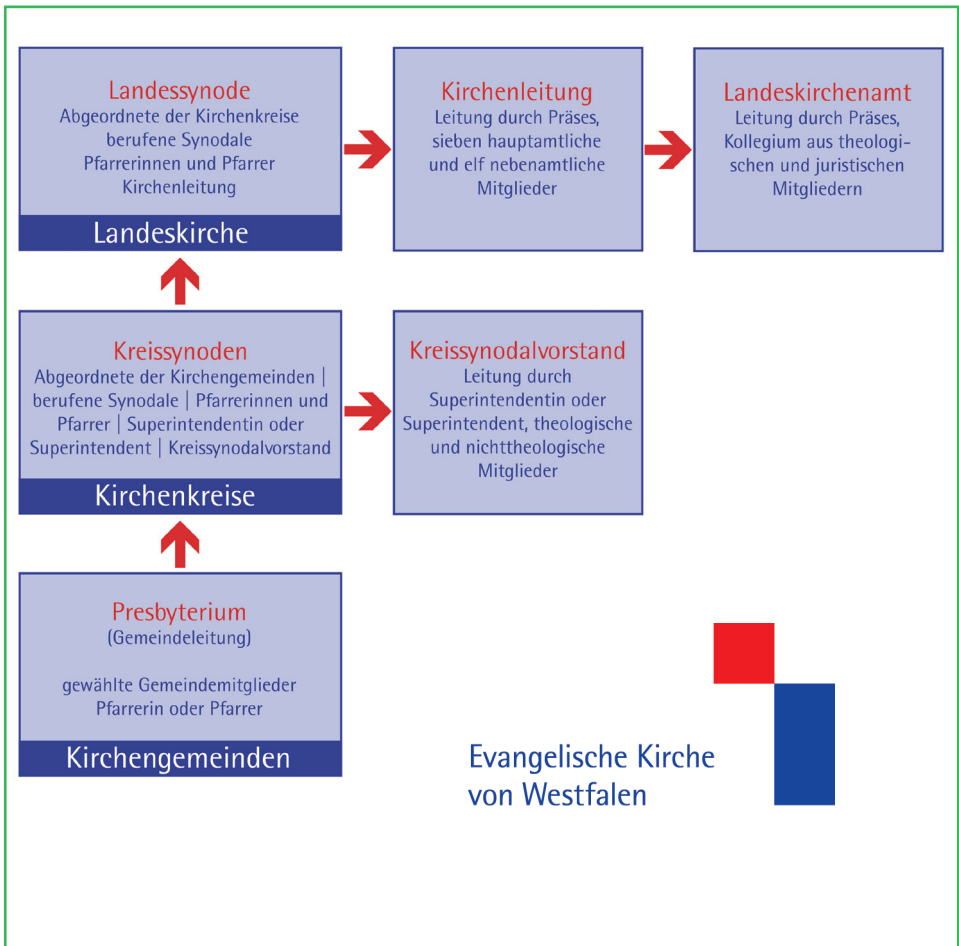 Landessynode
Abgeordnete der Kirchenkreise
berufene Synodale
Pfarrerinnen und Pfarrer
Kirchenleitung
Landeskirche
Kirchenleitung
Leitung durch Präses,
sieben hauptamtliche
und elf nebenamtliche
Mitglieder
Landeskirchenamt
Leitung durch Präses,
Kollegium aus theologi-
schen und juristischen
Mitgliedern
Kreissynoden
Abgeordnete der Kirchengemeinden |
berufene Synodale | Pfarrerinnen und
Pfarrer | Superintendentin oder
Superintendent | Kreissynodalvorstand
Kirchenkreise
Kreissynodalvorstand
Leitung durch
Superintendentin oder
Superintendent, theologische
und nichttheologische
Mitglieder
Presbyterium
(Gemeindeleitung)
gewählte Gemeindemitglieder
Pfarrerin oder Pfarrer
Kirchengemeinden
Evangelische Kirche
von Westfalen